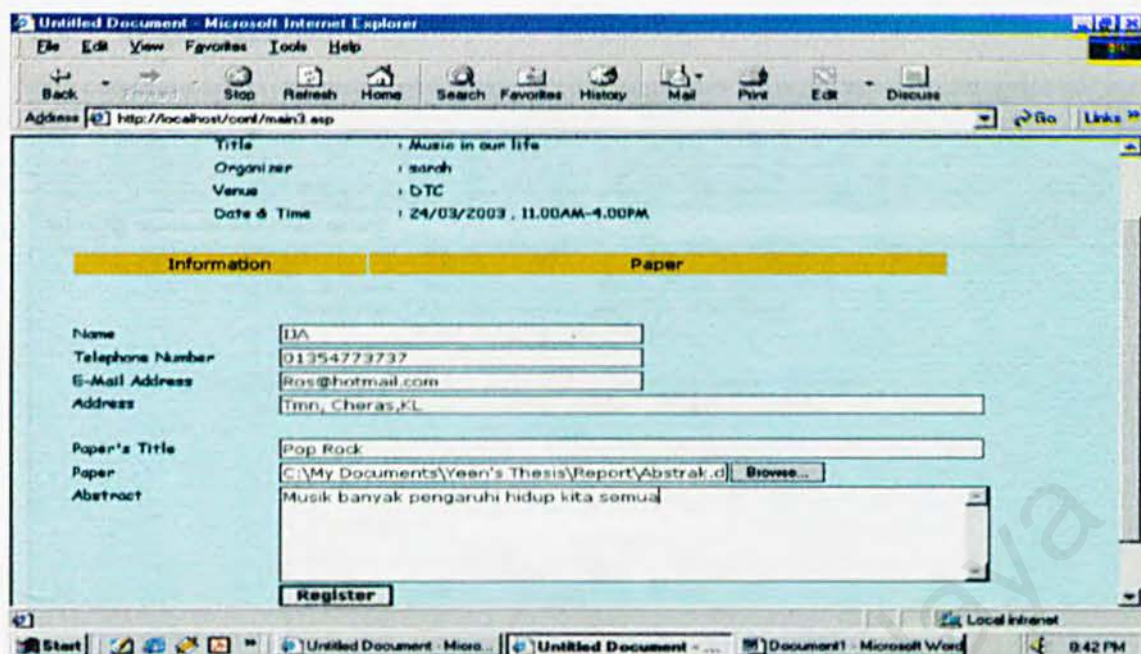 Untitled Document - Microsoft Internet Explorer
File Edit View Favorites Tools Help
Back Stop Refresh Home Search Favorites History Mail Print Edit Discuss
Address http://localhost/conf/main3.asp Go Links »
Title : Music in our life
Organizer : sarah
Venue : DTC
Date & Time : 24/03/2003 , 11.00AM-4.00PM
Information Paper
Name IJA
Telephone Number 01354773737
E-Mail Address Ros@hotmail.com
Address Tmn, Cheras,KL
Paper's Title Pop Rock
Paper C:\My Documents\Yeen's Thesis\Report\Abstrak.d Browse...
Abstract Musik banyak pengaruhi hidup kita semua
Register
Local intranet
Start » Untitled Document - Micro... Untitled Document - ... Document1 - Microsoft Word 8:42 PM